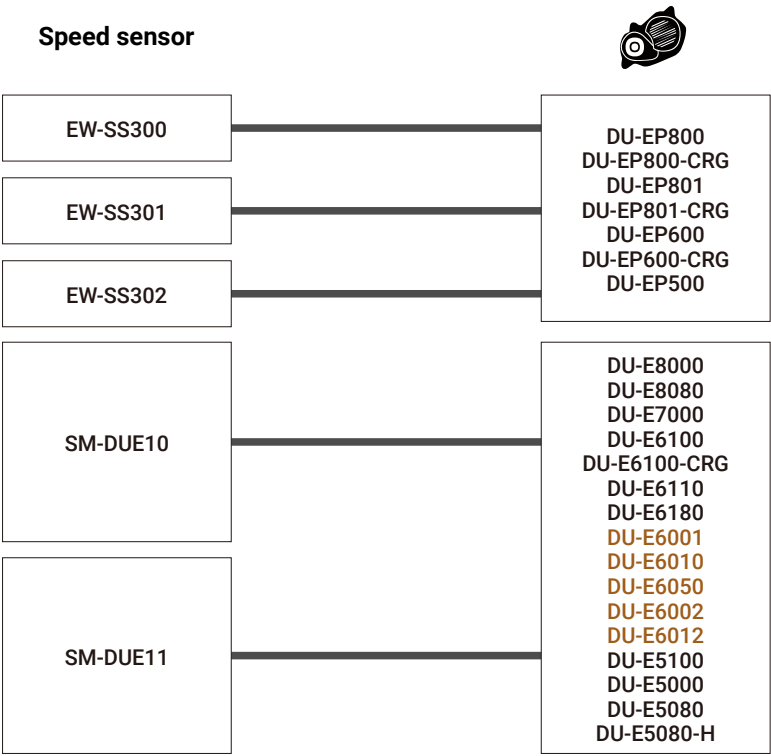 Speed sensor
EW-SS300
EW-SS301
EW-SS302
SM-DUE10
SM-DUE11
DU-EP800
DU-EP800-CRG
DU-EP801
DU-EP801-CRG
DU-EP600
DU-EP600-CRG
DU-EP500
DU-E8000
DU-E8080
DU-E7000
DU-E6100
DU-E6100-CRG
DU-E6110
DU-E6180
DU-E6001
DU-E6010
DU-E6050
DU-E6002
DU-E6012
DU-E5100
DU-E5000
DU-E5080
DU-E5080-H